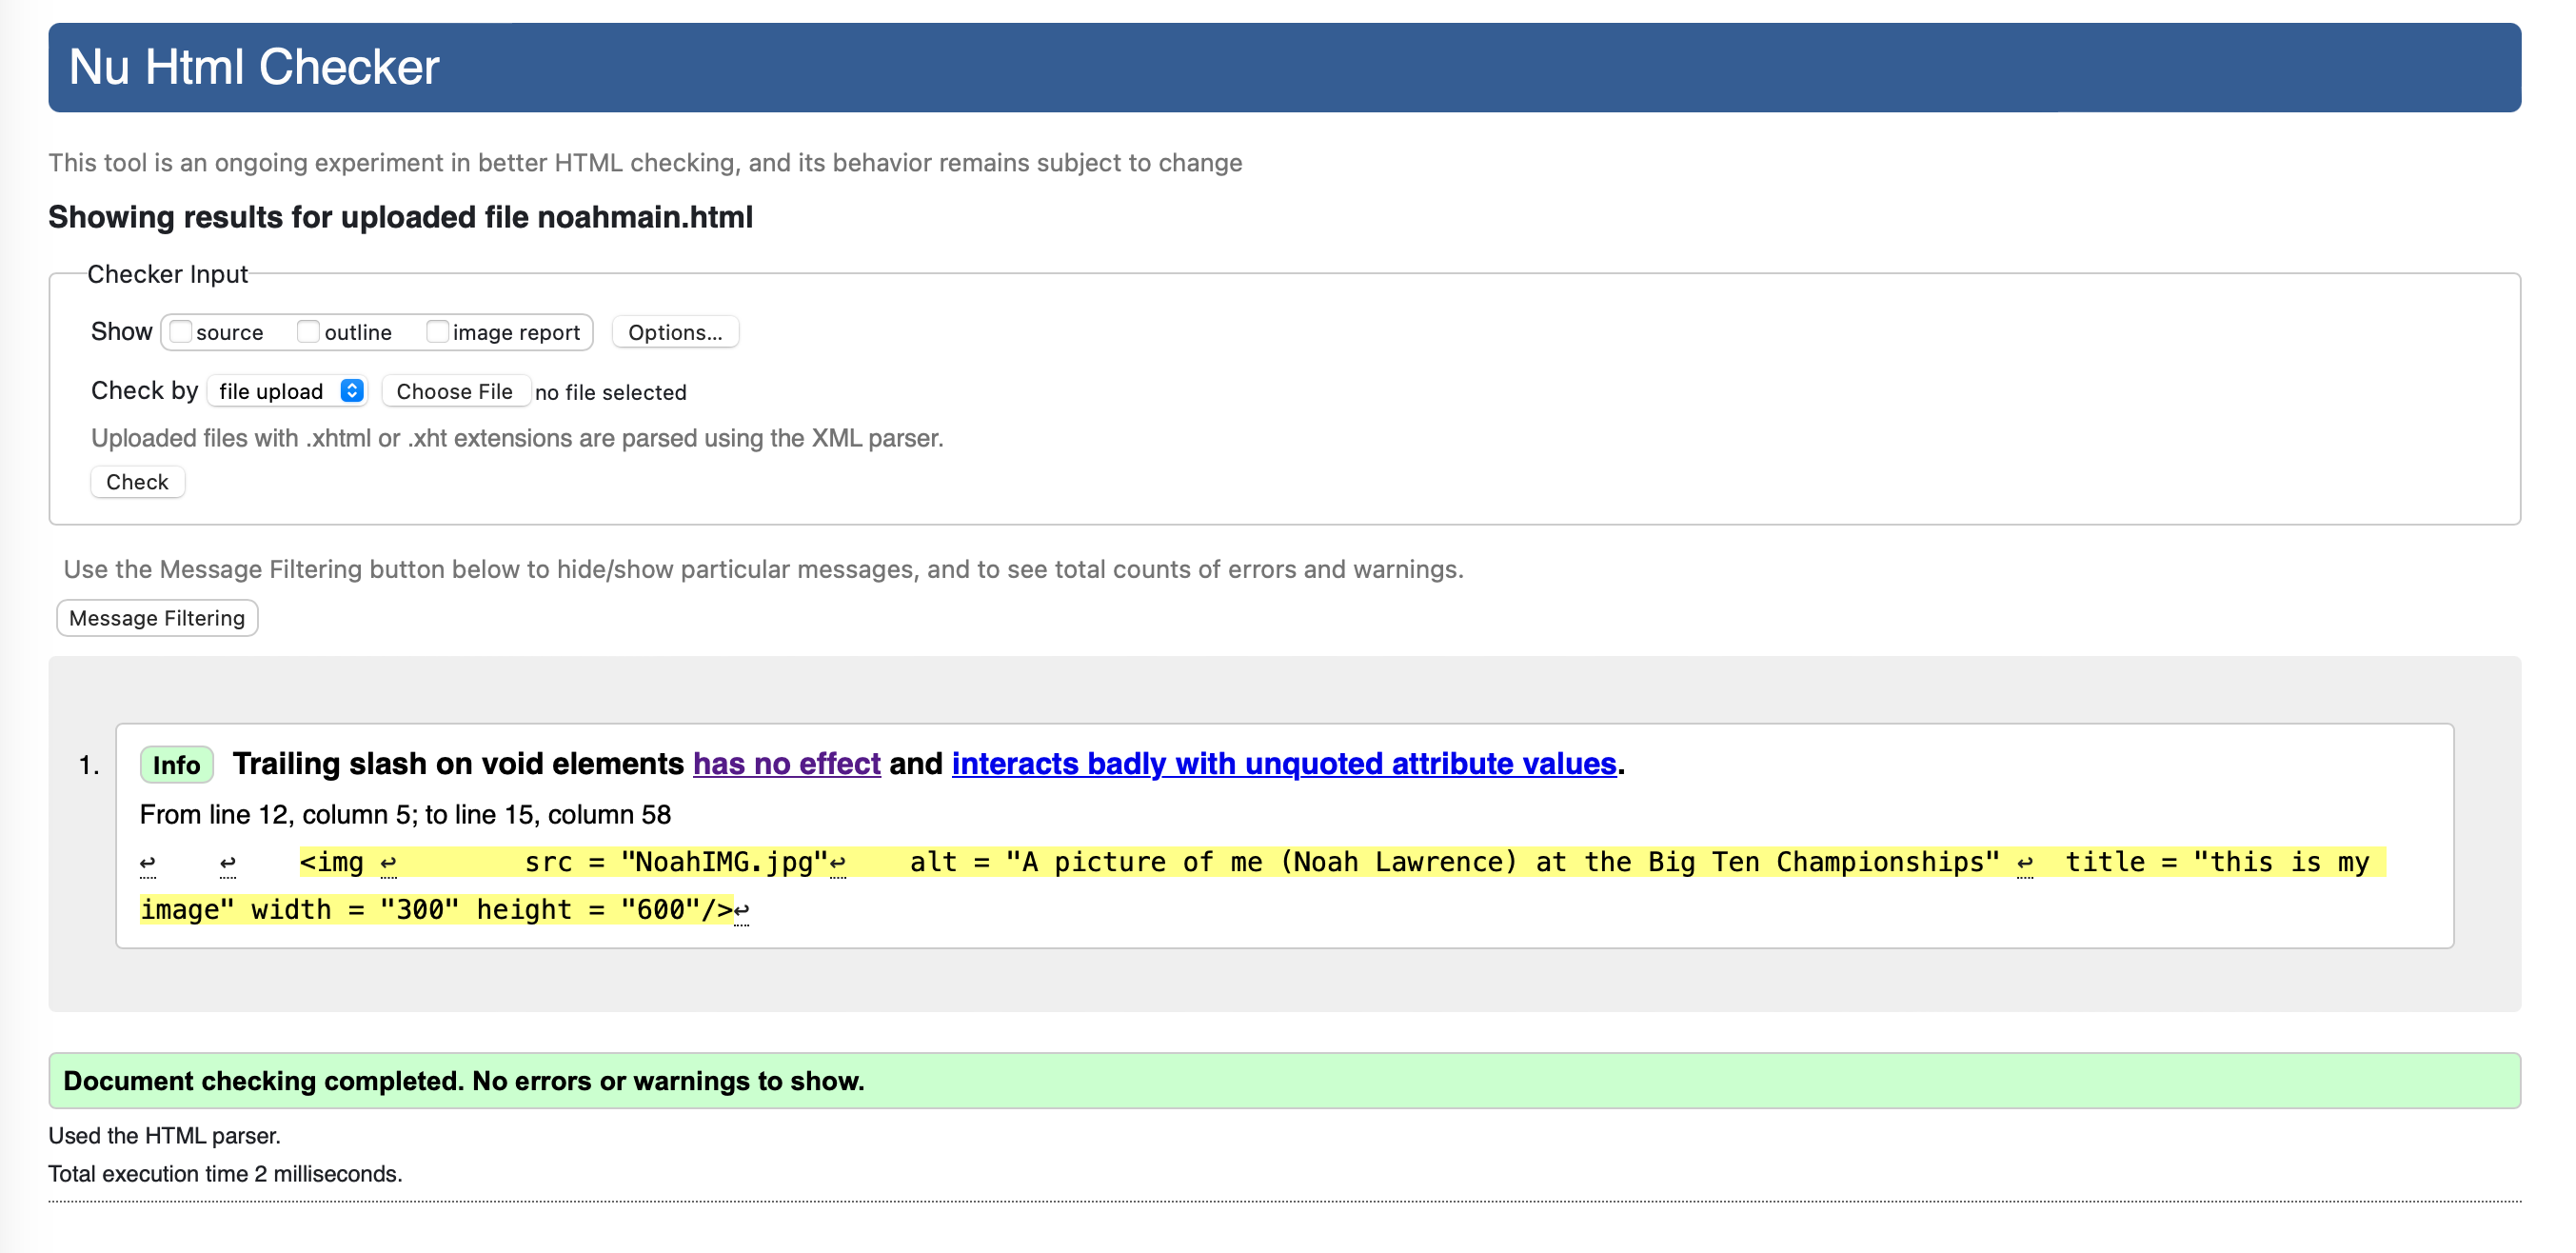 Nu Html Checker
This tool is an ongoing experiment in better HTML checking, and its behavior remains subject to change
Showing results for uploaded file noahmain.html
Checker Input
Show source outline image report Options...
Check by file upload Choose File no file selected
Uploaded files with .xhtml or .xht extensions are parsed using the XML parser.
Check
Use the Message Filtering button below to hide/show particular messages, and to see total counts of errors and warnings.
Message Filtering
1. Info Trailing slash on void elements has no effect and interacts badly with unquoted attribute values.
From line 12, column 5; to line 15, column 58
↩ ↩ <img ↩ src = "NoahIMG.jpg"↩ alt = "A picture of me (Noah Lawrence) at the Big Ten Championships" ↩ title = "this is my
image" width = "300" height = "600"/>↩
Document checking completed. No errors or warnings to show.
Used the HTML parser.
Total execution time 2 milliseconds.